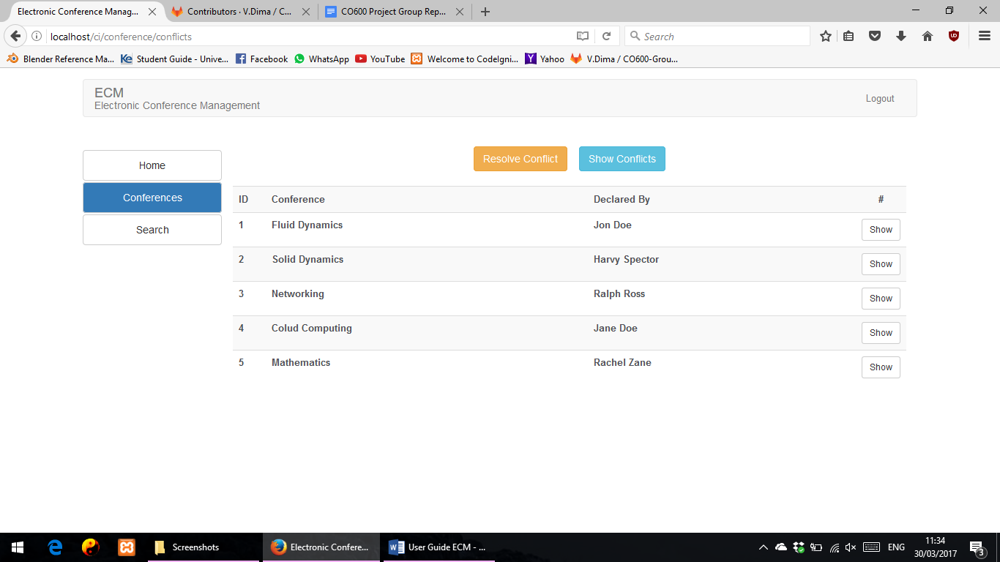 Electronic Conference Manag...
Contributors · V.Dima / C...
CO600 Project Group Rep...
localhost/ci/conference/conflicts
Search
Blender Reference Ma...
Student Guide - Unive...
Facebook
WhatsApp
YouTube
Welcome to CodeIgni...
Yahoo
V.Dima / CO600-Grou...
ECM
Electronic Conference Management
Logout
Home
Conferences
Search
Resolve Conflict
Show Conflicts
ID Conference Declared By #
1 Fluid Dynamics Jon Doe Show
2 Solid Dynamics Harvy Spector Show
3 Networking Ralph Ross Show
4 Colud Computing Jane Doe Show
5 Mathematics Rachel Zane Show
Screenshots
Electronic Confere...
User Guide ECM - ...
ENG
11:34
30/03/2017
3